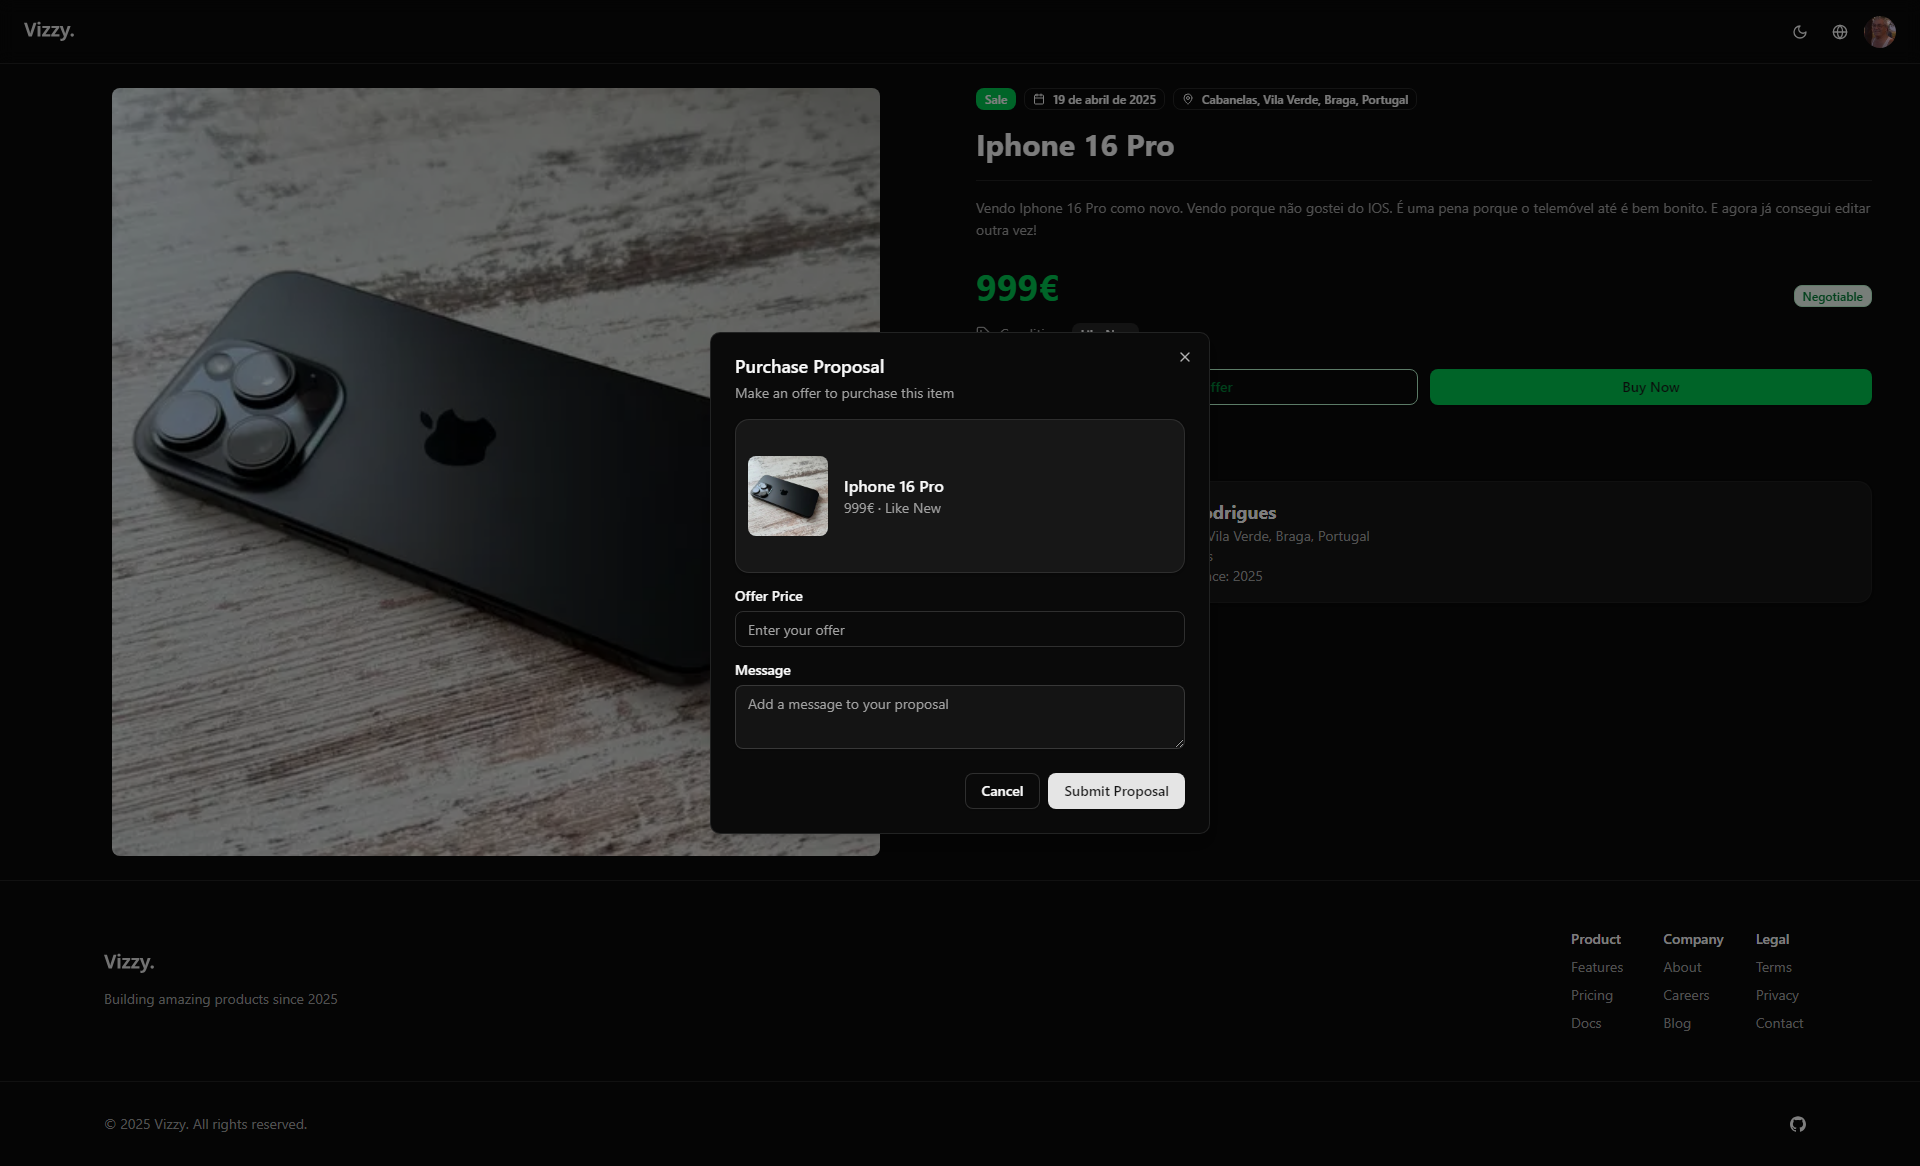 Vizzy.
Sale
19 de abril de 2025
Cabanelas, Vila Verde, Braga, Portugal
Iphone 16 Pro
Vendo Iphone 16 Pro como novo. Vendo porque não gostei do IOS. É uma pena porque o telemóvel até é bem bonito. E agora já consegui editar
outra vez!
999€
Negotiable
Buy Now
Vila Verde, Braga, Portugal
2025
Purchase Proposal
Make an offer to purchase this item
Iphone 16 Pro
999€ · Like New
Offer Price
Enter your offer
Message
Add a message to your proposal
Cancel
Submit Proposal
Vizzy.
Building amazing products since 2025
Product
Features
Pricing
Docs
Company
About
Careers
Blog
Legal
Terms
Privacy
Contact
© 2025 Vizzy. All rights reserved.